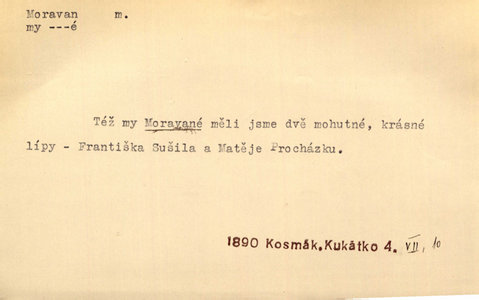 Moravan m.
my ---é
Též my Moravané měli jsme dvě mohutné, krásné
lípy - Františka Sušila a Matěje Procházku.
1890 Kosmák, Kukátko 4. VII, 10